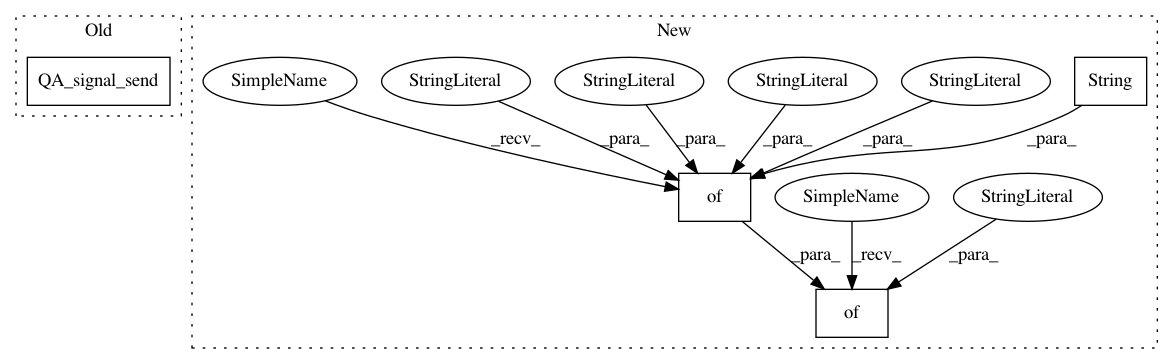 Old
New
QA_signal_send
SimpleName
StringLiteral
StringLiteral
StringLiteral
StringLiteral
String
_recv_
_para_
_para_
_para_
_para_
_para_
of
SimpleName
StringLiteral
_para_
_recv_
_para_
of